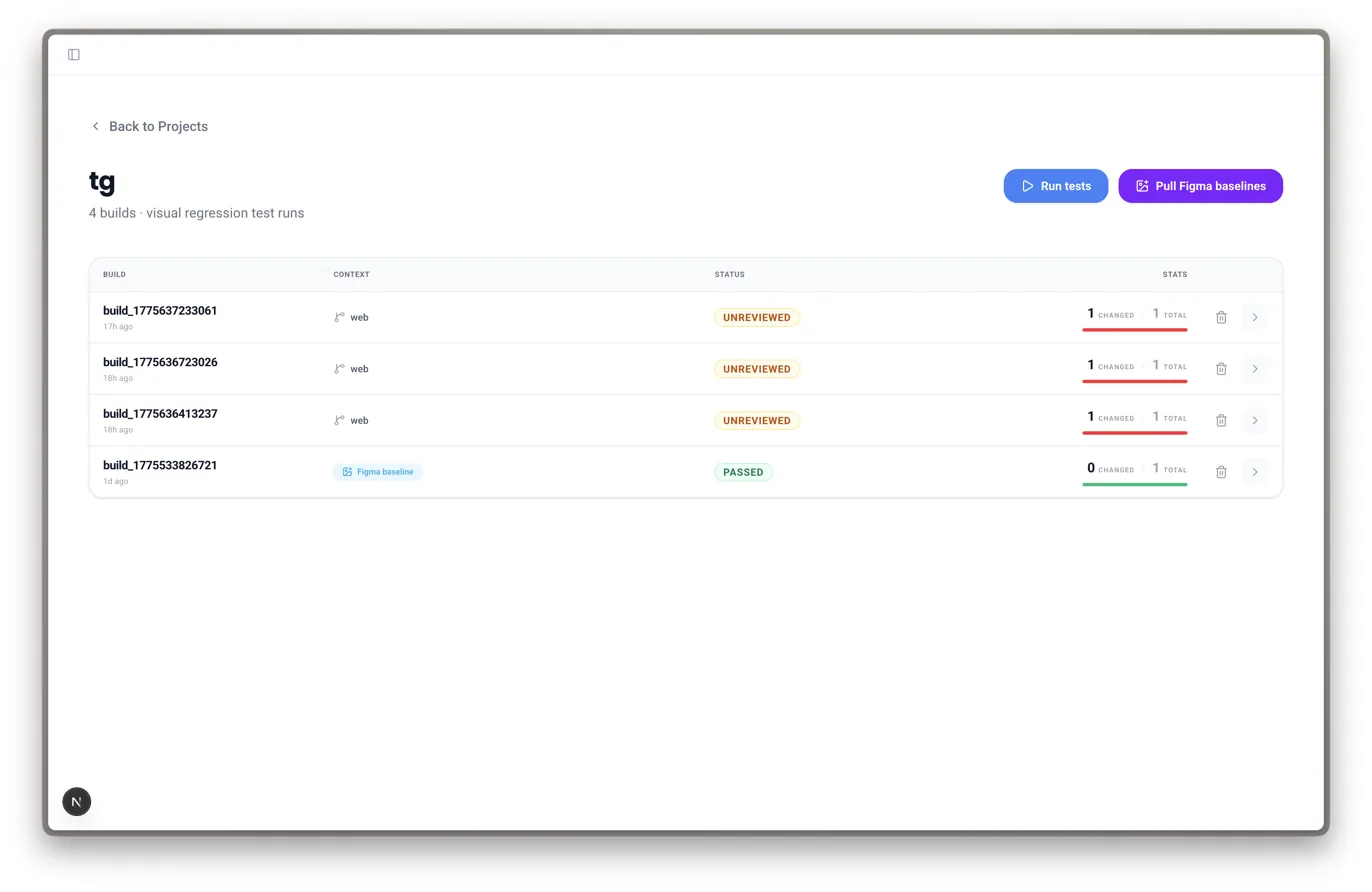 Back to Projects
tg
4 builds · visual regression test runs
Run tests
Pull Figma baselines
BUILD CONTEXT STATUS STATS
build_1775637233061
17h ago
web
UNREVIEWED
1 CHANGED / 1 TOTAL
build_1775636723026
18h ago
web
UNREVIEWED
1 CHANGED / 1 TOTAL
build_1775636413237
18h ago
web
UNREVIEWED
1 CHANGED / 1 TOTAL
build_1775533826721
1d ago
Figma baseline
PASSED
0 CHANGED / 1 TOTAL
N